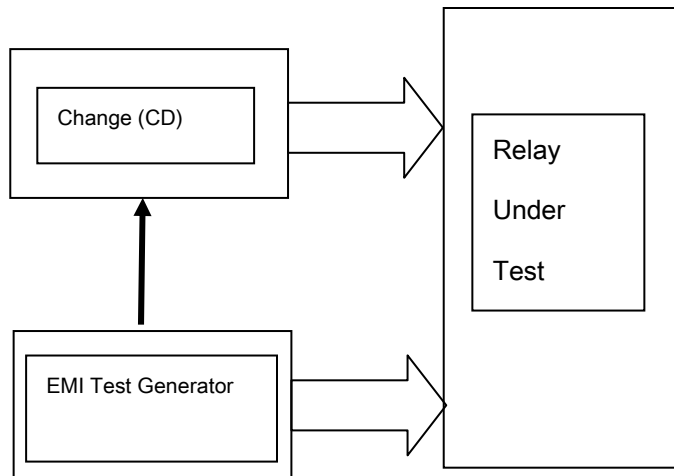 Change (CD)
Relay
Under
Test
EMI Test Generator